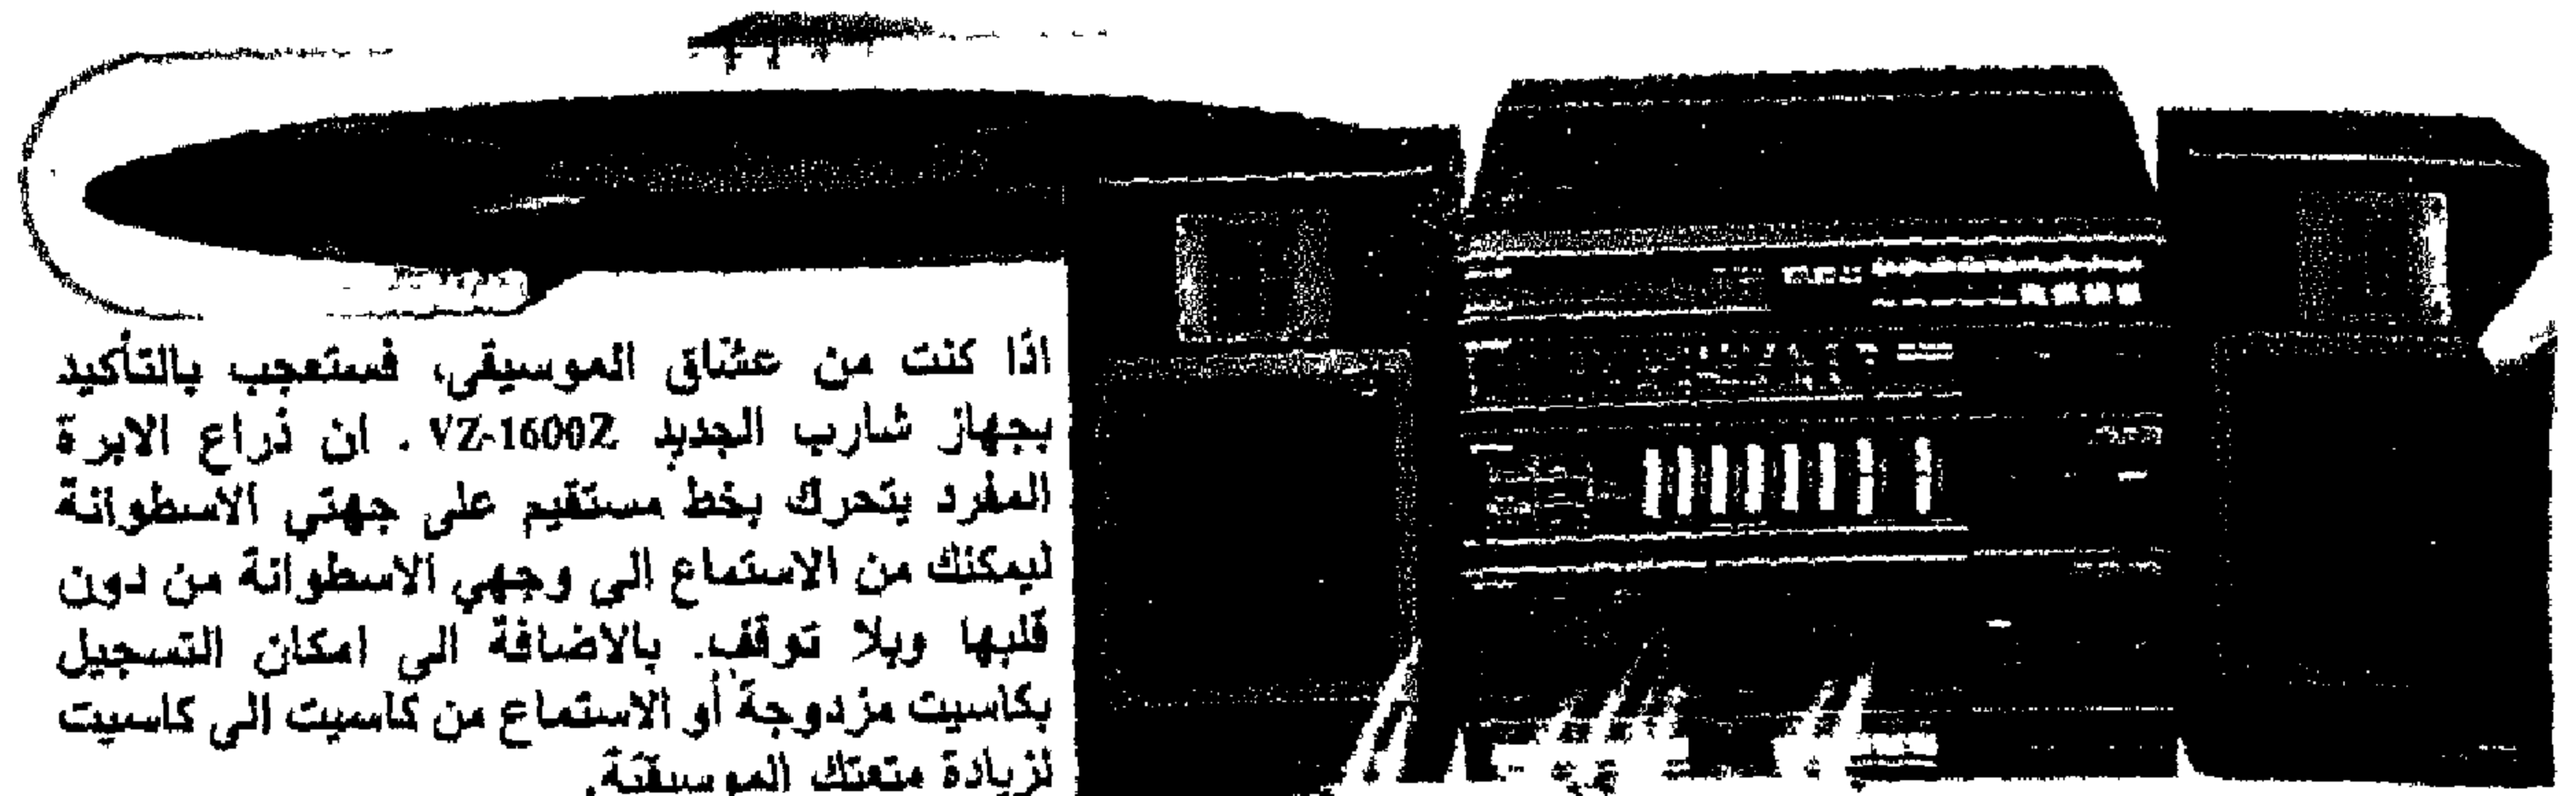 اذا كنت من عشاق الموسيقى، فستعجب بالتأكيد
بجهاز شارب الجديد VZ-1600Z . ان ذراع الابرة
المفرد يتحرك بخط مستقيم على جهتي الاسطوانة
ليمكنك من الاستماع الى وجهي الاسطوانة من دون
قلبها وبلا توقف. بالاضافة الى امكان التسجيل
بكاسيت مزدوجة أو الاستماع من كاسيت الى كاسيت
لزيادة متعتك الموسيقية.